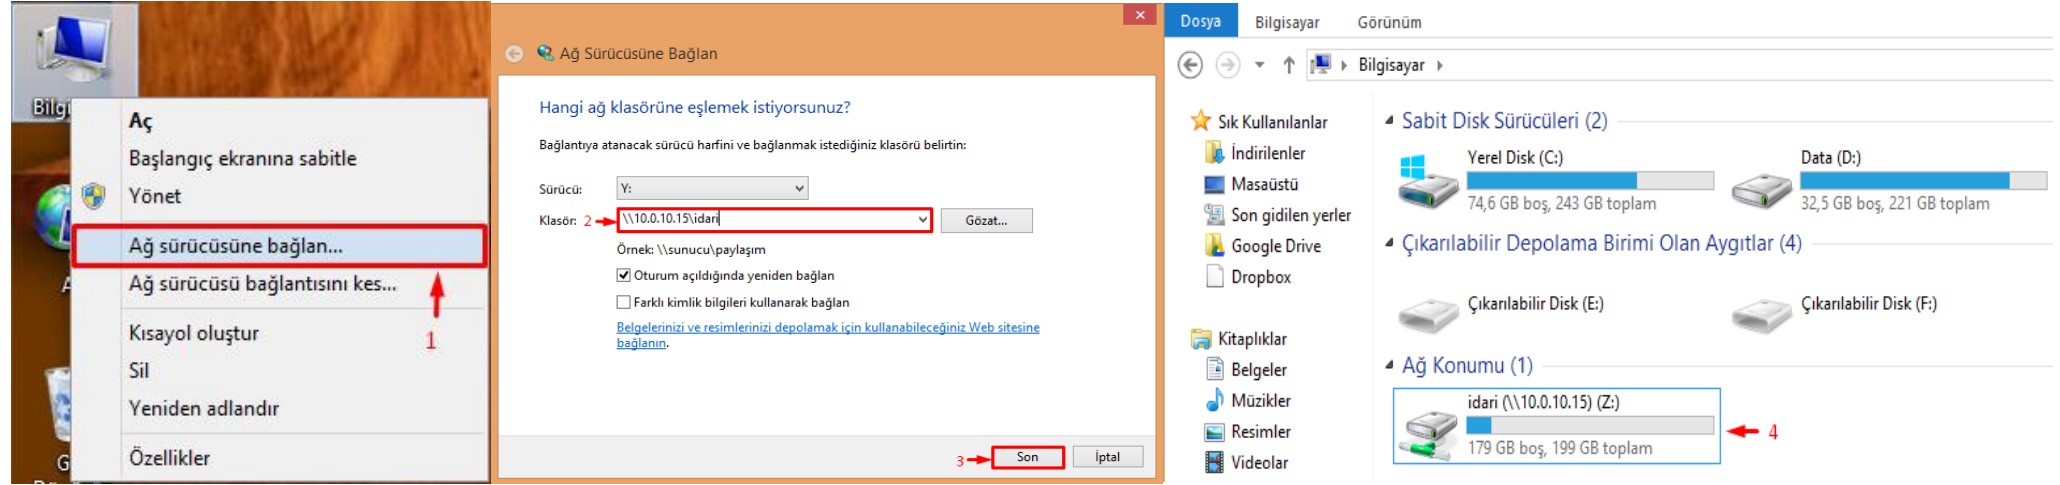 Aç
Başlangıç ekranına sabitle
Yönet
Ağ sürücüsüne bağlan...
Ağ sürücüsü bağlantısını kes...
1
Kısayol oluştur
Sil
Yeniden adlandır
Özellikler
Ağ Sürücüsüne Bağlan
Hangi ağ klasörüne eşlemek istiyorsunuz?
Bağlantıya atanacak sürücü harfini ve bağlanmak istediğiniz klasörü belirtin:
Sürücü: Y:
Klasör: 2 \\10.0.10.15\idari Gözat...
Örnek: \\sunucu\paylaşım
Oturum açıldığında yeniden bağlan
Farklı kimlik bilgileri kullanarak bağlan
Belgelerinizi ve resimlerinizi depolamak için kullanabileceğiniz Web sitesine
bağlanın.
3 Son İptal
Dosya Bilgisayar Görünüm
Bilgisayar
Sık Kullanılanlar
İndirilenler
Masaüstü
Son gidilen yerler
Google Drive
Dropbox
Kitaplıklar
Belgeler
Müzikler
Resimler
Videolar
Sabit Disk Sürücüleri (2)
Yerel Disk (C:)
74,6 GB boş, 243 GB toplam
Data (D:)
32,5 GB boş, 221 GB toplam
Çıkarılabilir Depolama Birimi Olan Aygıtlar (4)
Çıkarılabilir Disk (E:)
Çıkarılabilir Disk (F:)
Ağ Konumu (1)
idari (\\10.0.10.15) (Z:)
179 GB boş, 199 GB toplam
4